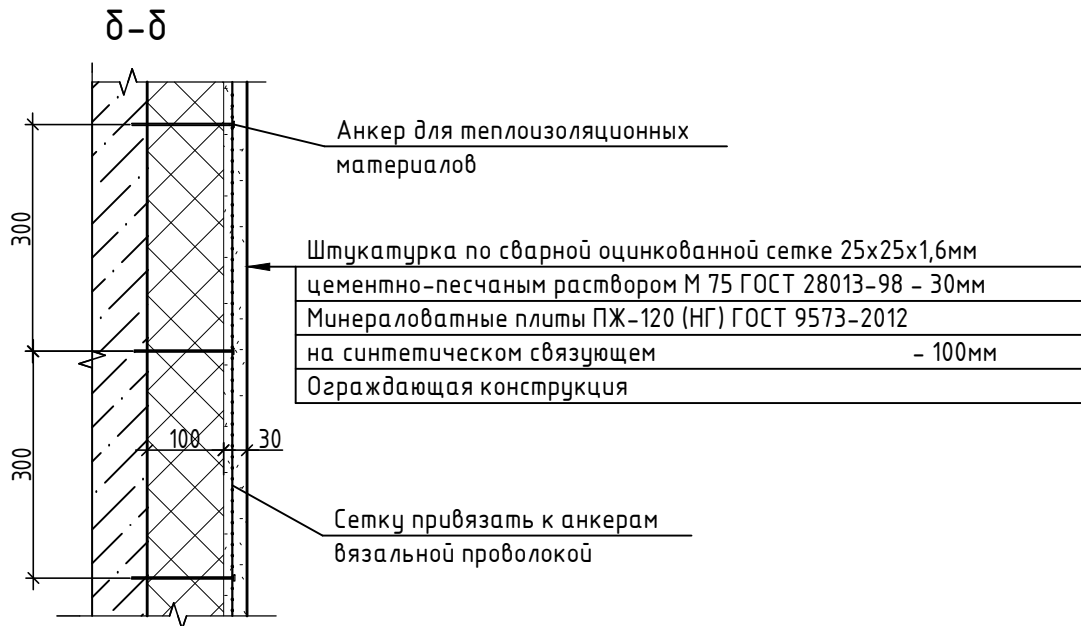 δ-δ
Анкер для теплоизоляционных
материалов
300
Штукатурка по сварной оцинкованной сетке 25х25х1,6мм
цементно-песчаным раствором М 75 ГОСТ 28013-98 - 30мм
Минераловатные плиты ПЖ-120 (НГ) ГОСТ 9573-2012
на синтетическом связующем - 100мм
Ограждающая конструкция
100 30
300
Сетку привязать к анкерам
вязальной проволокой